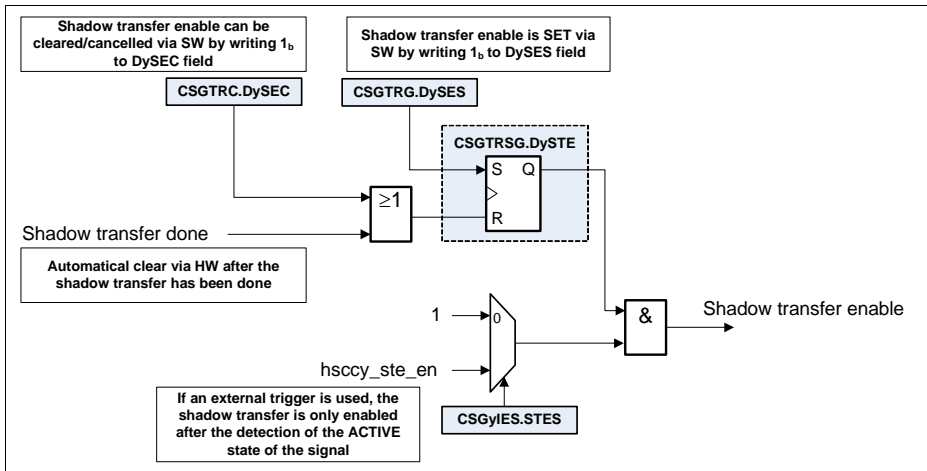 Shadow transfer enable can be
cleared/cancelled via SW by writing 1b
to DySEC field
Shadow transfer enable is SET via
SW by writing 1b to DySES field
CSGTRC.DySEC
CSGTRG.DySES
CSGTRSG.DySTE
S Q
R
≥1
Shadow transfer done
Automatical clear via HW after the
shadow transfer has been done
1
0
&
Shadow transfer enable
hsccy_ste_en
If an external trigger is used, the
shadow transfer is only enabled
after the detection of the ACTIVE
state of the signal
CSGyIES.STES